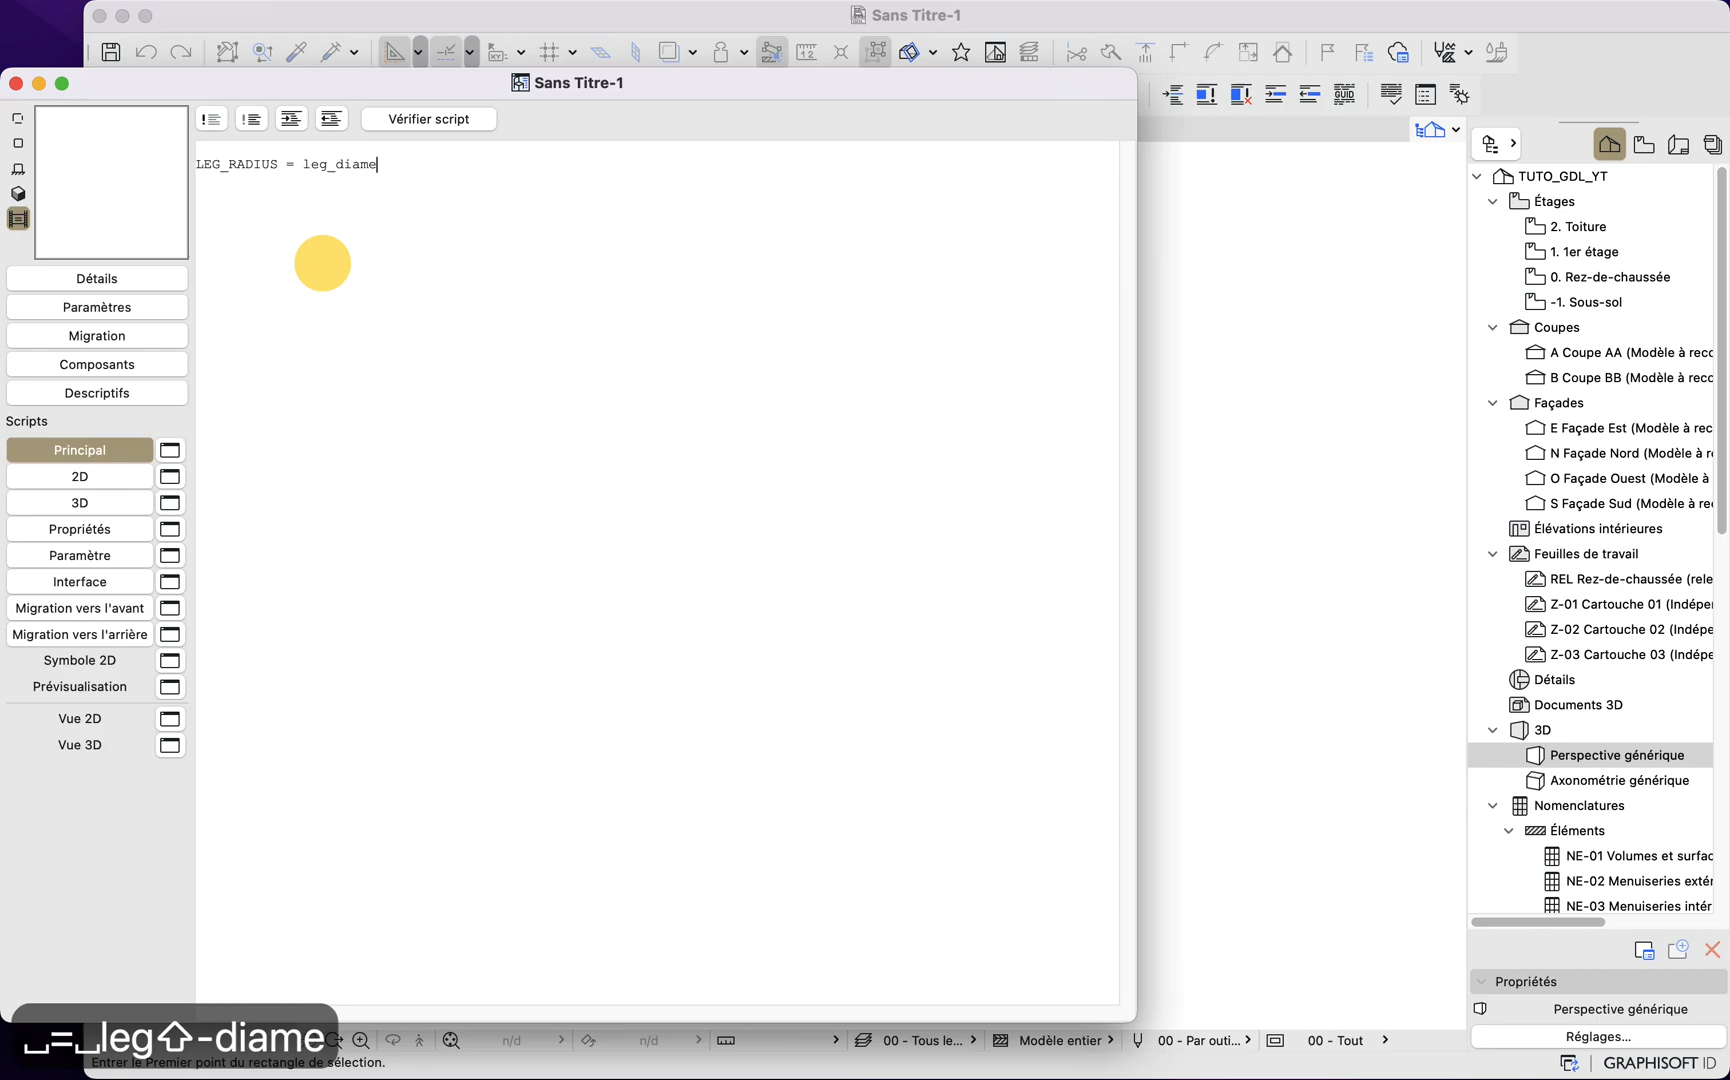 Sans Titre-1
Sans Titre-1
Vérifier script
LEG_RADIUS = leg_diame
Détails
Paramètres
Migration
Composants
Descriptifs
Scripts
Principal
2D
3D
Propriétés
Paramètre
Interface
Migration vers l'avant
Migration vers l'arrière
Symbole 2D
Prévisualisation
Vue 2D
Vue 3D
GUID
TUTO_GDL_YT
Étages
2. Toiture
1. 1er étage
0. Rez-de-chaussée
-1. Sous-sol
Coupes
A Coupe AA (Modèle à reco
B Coupe BB (Modèle à reco
Façades
E Façade Est (Modèle à rec
N Façade Nord (Modèle à r
O Façade Ouest (Modèle à
S Façade Sud (Modèle à re
Élévations intérieures
Feuilles de travail
REL Rez-de-chaussée (rele
Z-01 Cartouche 01 (Indépe
Z-02 Cartouche 02 (Indépe
Z-03 Cartouche 03 (Indépe
Détails
Documents 3D
3D
Perspective générique
Axonométrie générique
Nomenclatures
Éléments
NE-01 Volumes et surfac
NE-02 Menuiseries extér
NE-03 Menuiseries intér
Propriétés
Perspective générique
Réglages...
GRAPHISOFT ID
␣=␣leg⇧-diame
n/d
n/d
00 - Tous le...
Modèle entier
00 - Par outi...
00 - Tout
Entrer le Premier point du rectangle de sélection.